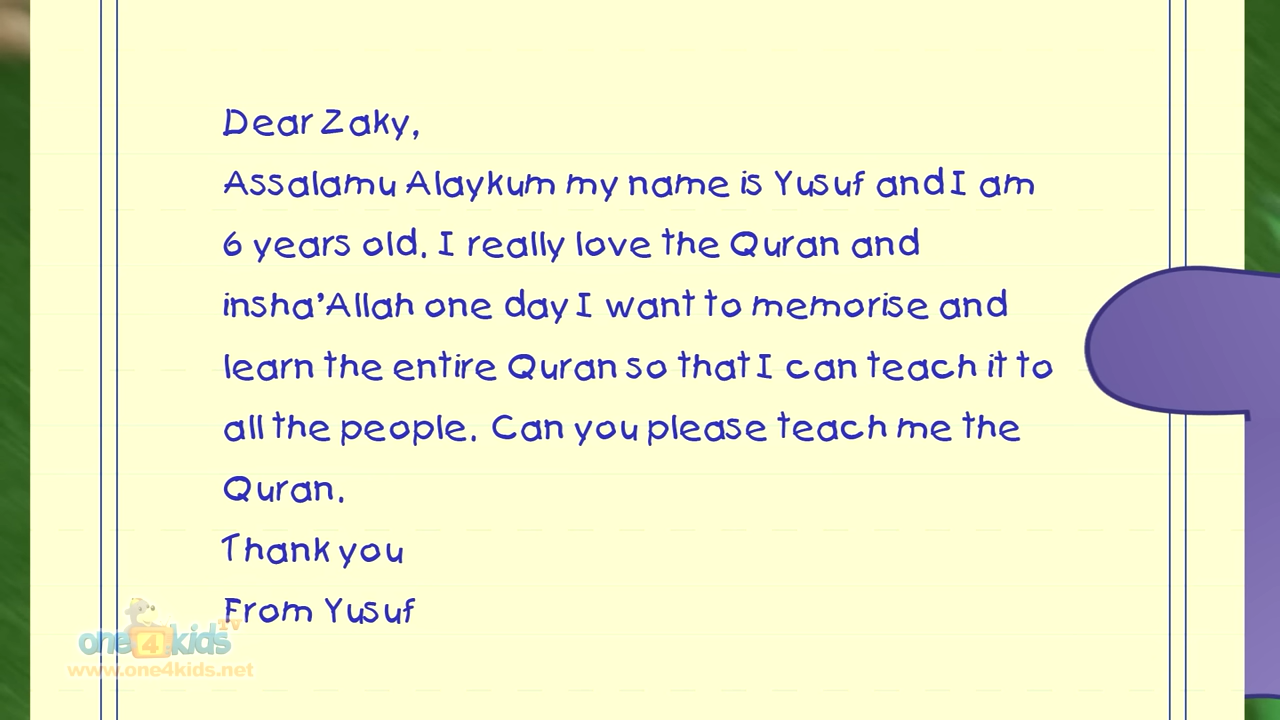 Dear Zaky,
Assalamu Alaykum my name is Yusuf and I am
6 years old. I really love the Quran and
insha'Allah one day I want to memorise and
learn the entire Quran so that I can teach it to
all the people. Can you please teach me the
Quran.
Thank you
From Yusuf
one4kids TV
www.one4kids.net